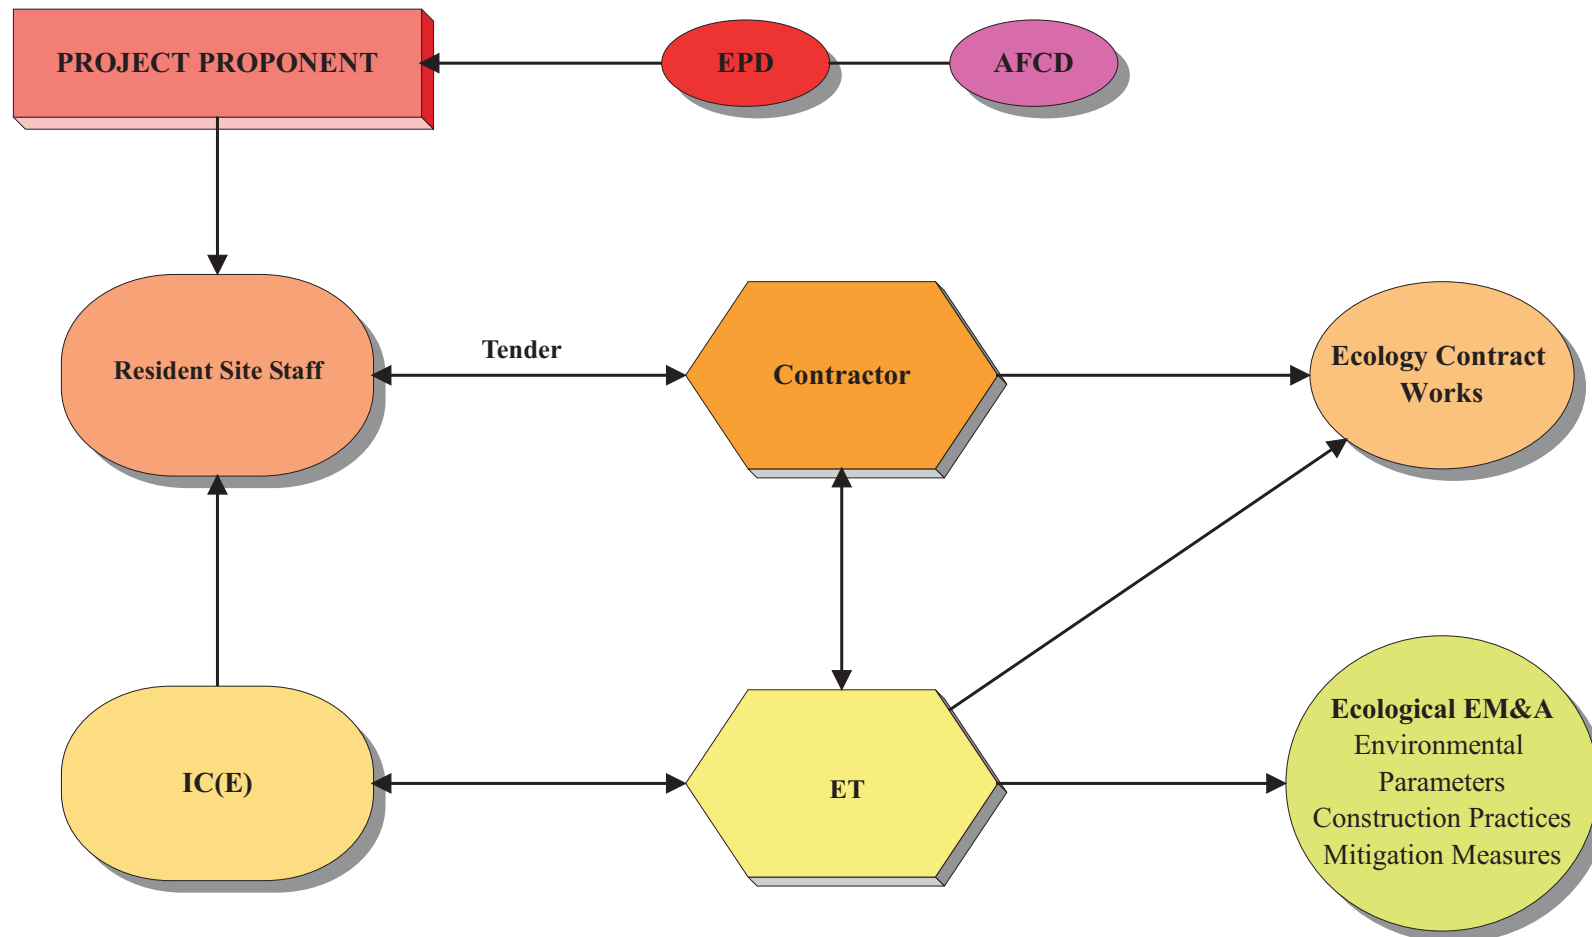 PROJECT PROPONENT
EPD
AFCD
Resident Site Staff
Tender
Contractor
Ecology Contract
Works
IC(E)
ET
Ecological EM&A
Environmental
Parameters
Construction Practices
Mitigation Measures